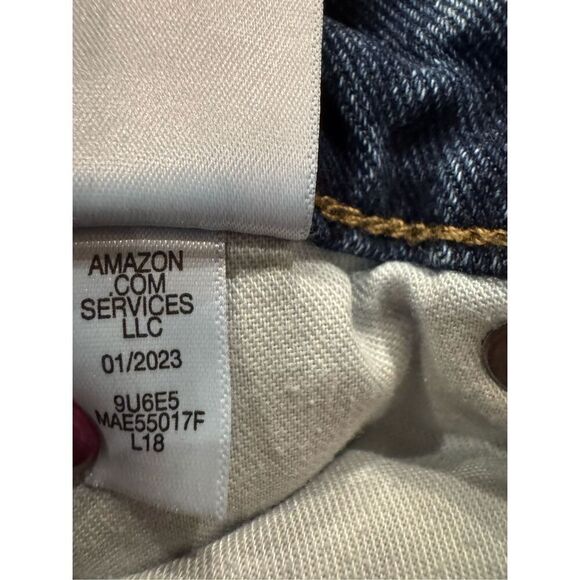 AMAZON
.COM
SERVICES
LLC
01/2023
9U6E5
MAE55017F
L18